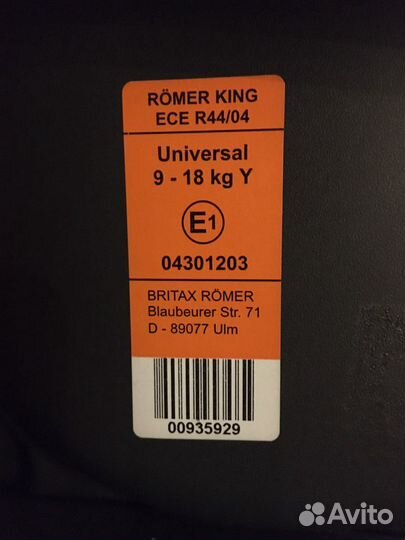 RÖMER KING
ECE R44/04
Universal
9 - 18 kg Y
E1
04301203
BRITAX RÖMER
Blaubeurer Str. 71
D - 89077 Ulm
00935929
Avito